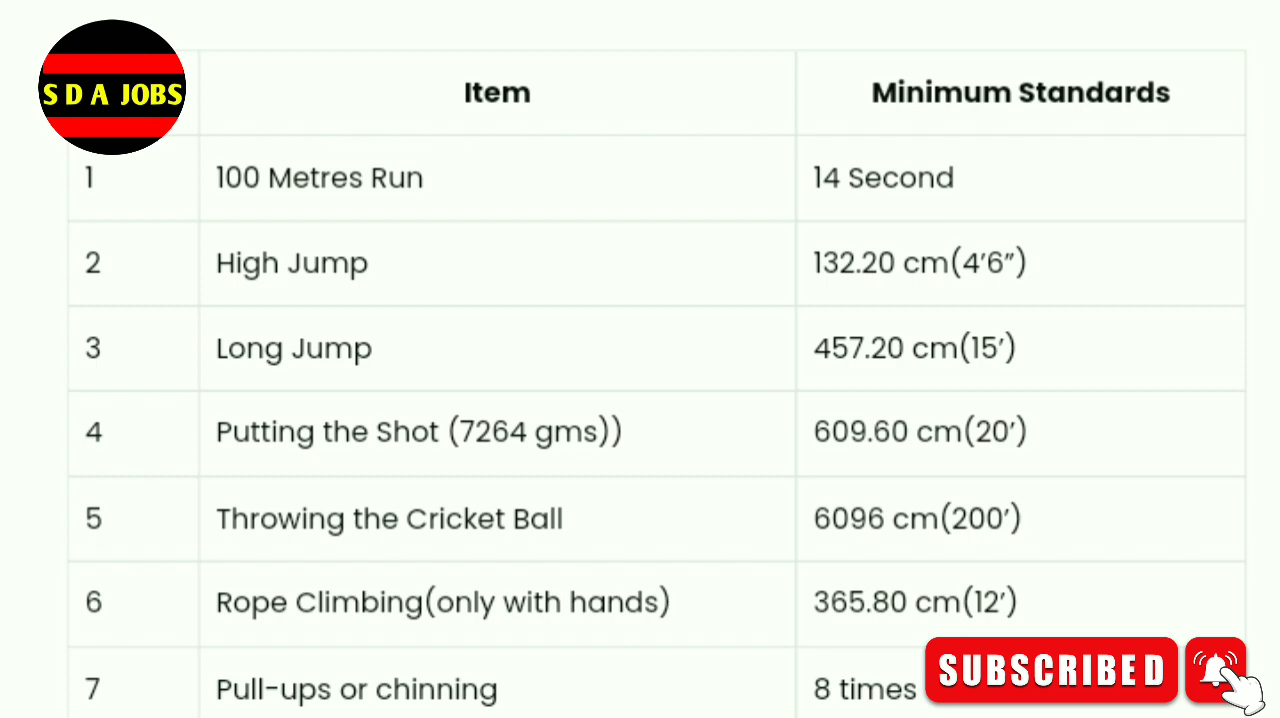 S D A JOBS
Item Minimum Standards
1 100 Metres Run 14 Second
2 High Jump 132.20 cm(4’6”)
3 Long Jump 457.20 cm(15’)
4 Putting the Shot (7264 gms)) 609.60 cm(20’)
5 Throwing the Cricket Ball 6096 cm(200’)
6 Rope Climbing(only with hands) 365.80 cm(12’)
7 Pull-ups or chinning 8 times
SUBSCRIBED